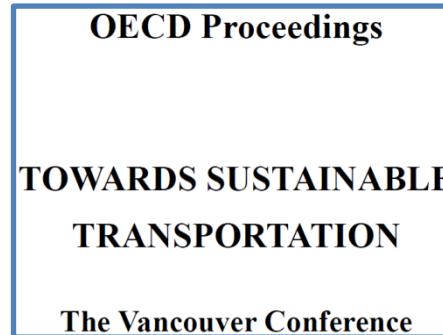 OECD Proceedings
TOWARDS SUSTAINABLE
TRANSPORTATION
The Vancouver Conference